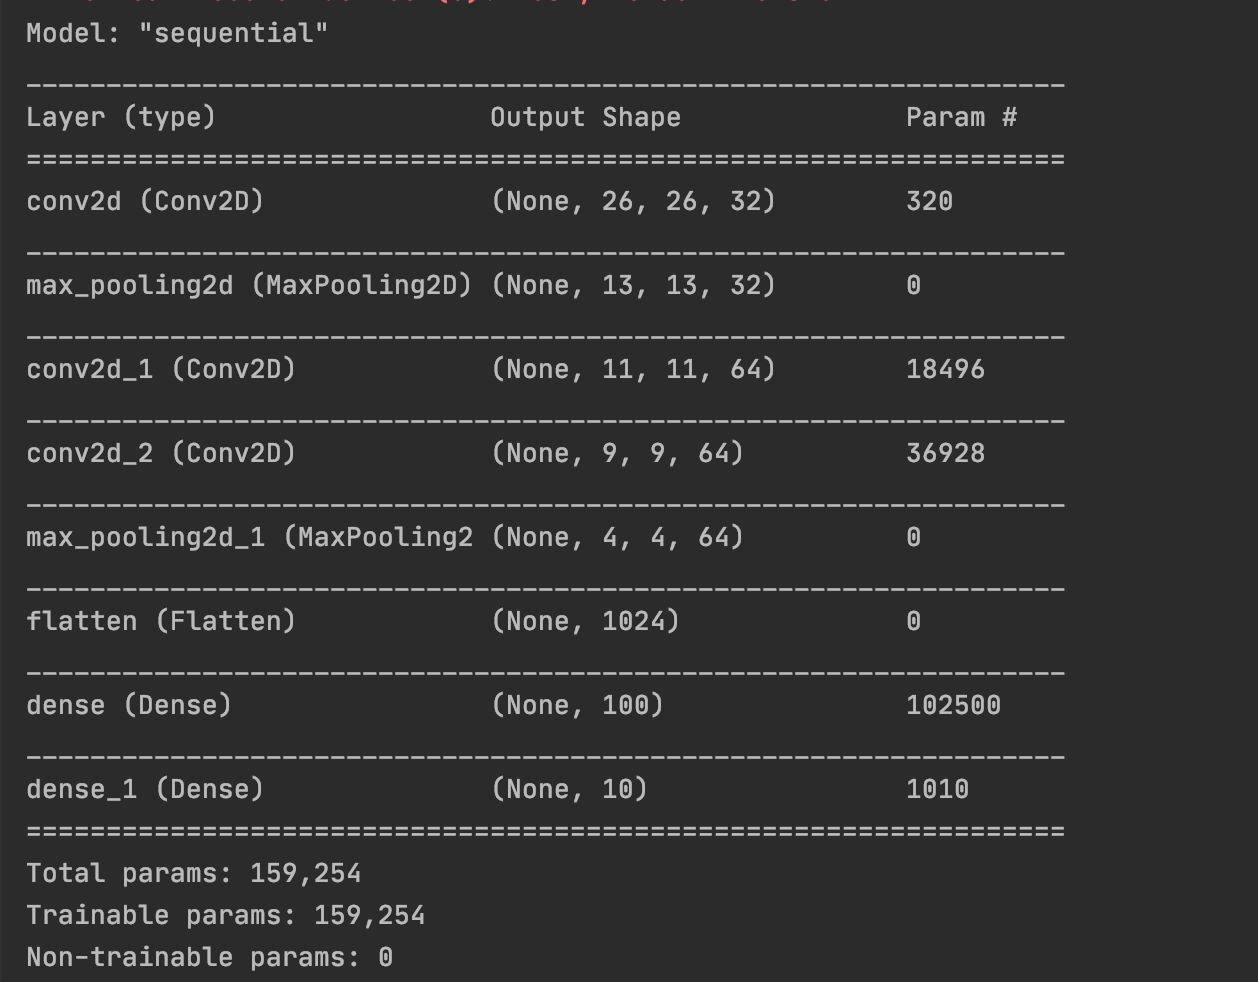 Model: "sequential"
_________________________________________________________________
Layer (type)                 Output Shape              Param #
=================================================================
conv2d (Conv2D)              (None, 26, 26, 32)        320
_________________________________________________________________
max_pooling2d (MaxPooling2D) (None, 13, 13, 32)        0
_________________________________________________________________
conv2d_1 (Conv2D)            (None, 11, 11, 64)        18496
_________________________________________________________________
conv2d_2 (Conv2D)            (None, 9, 9, 64)          36928
_________________________________________________________________
max_pooling2d_1 (MaxPooling2 (None, 4, 4, 64)          0
_________________________________________________________________
flatten (Flatten)            (None, 1024)              0
_________________________________________________________________
dense (Dense)                (None, 100)               102500
_________________________________________________________________
dense_1 (Dense)              (None, 10)                1010
=================================================================
Total params: 159,254
Trainable params: 159,254
Non-trainable params: 0